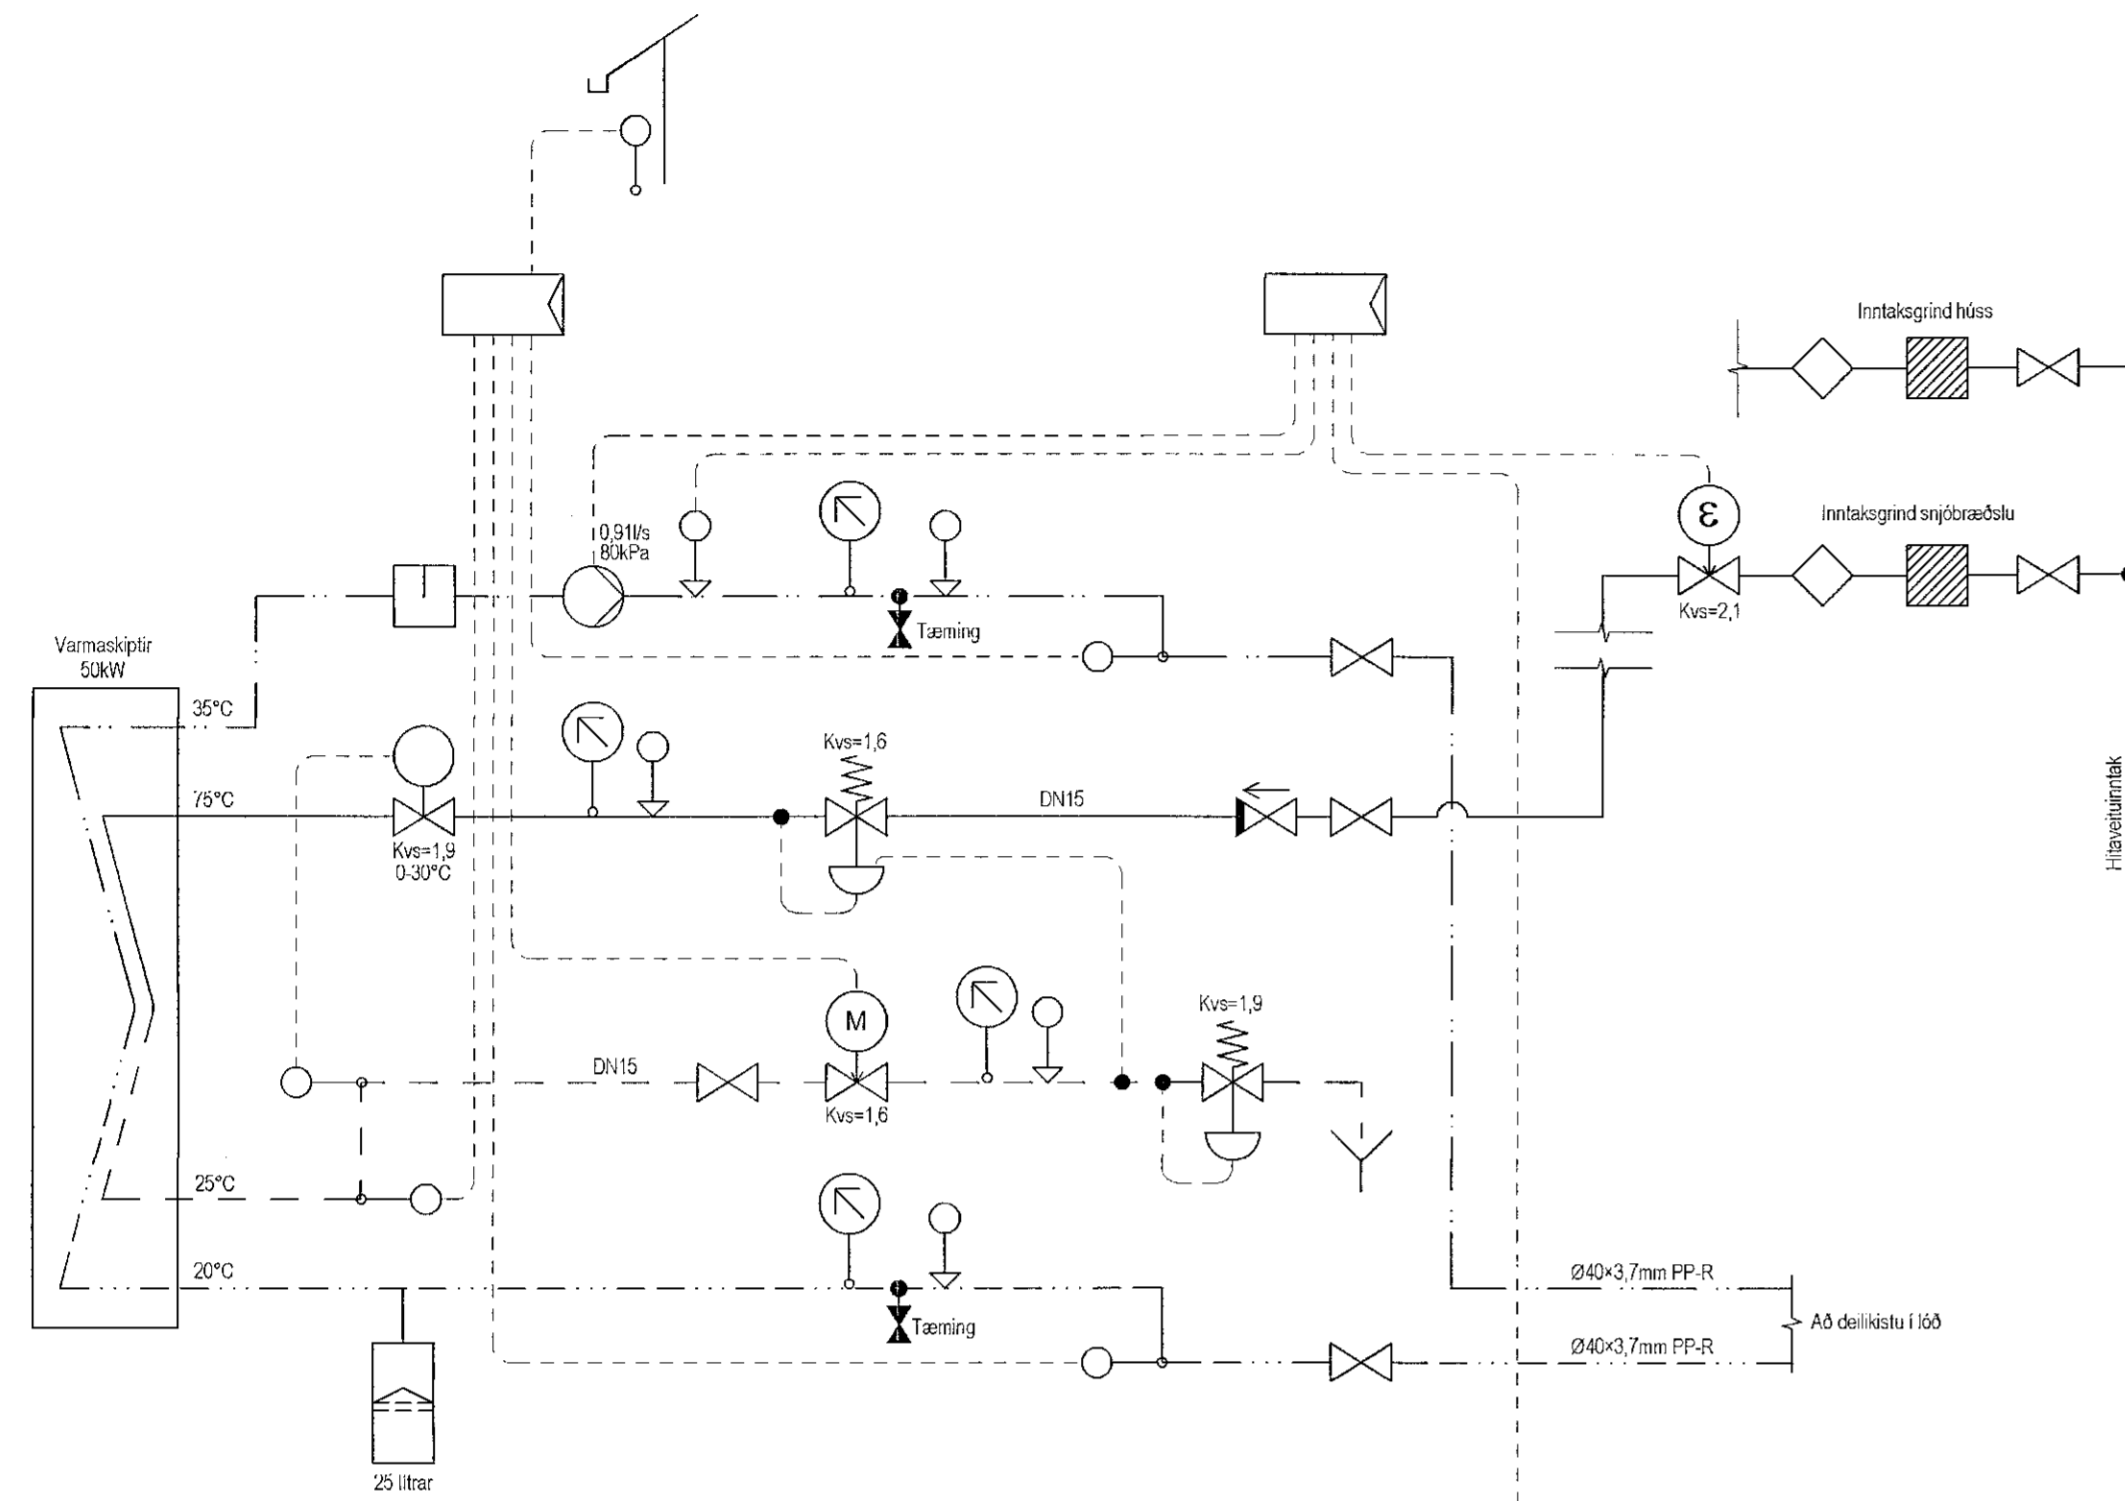 Inntaksgrind húss
0,91l/s
80kPa
Inntaksgrind snjóbræðslu
ε
Kvs=2,1
Tæming
Varmaskiptir
50kW
35°C
Kvs=1,6
75°C
DN15
Kvs=1,9
0-30°C
Hitaveituinntak
M
Kvs=1,9
DN15
Kvs=1,6
25°C
20°C
Ø40×3,7mm PP-R
Tæming
Að deilikistu í lóð
Ø40×3,7mm PP-R
25 lítrar